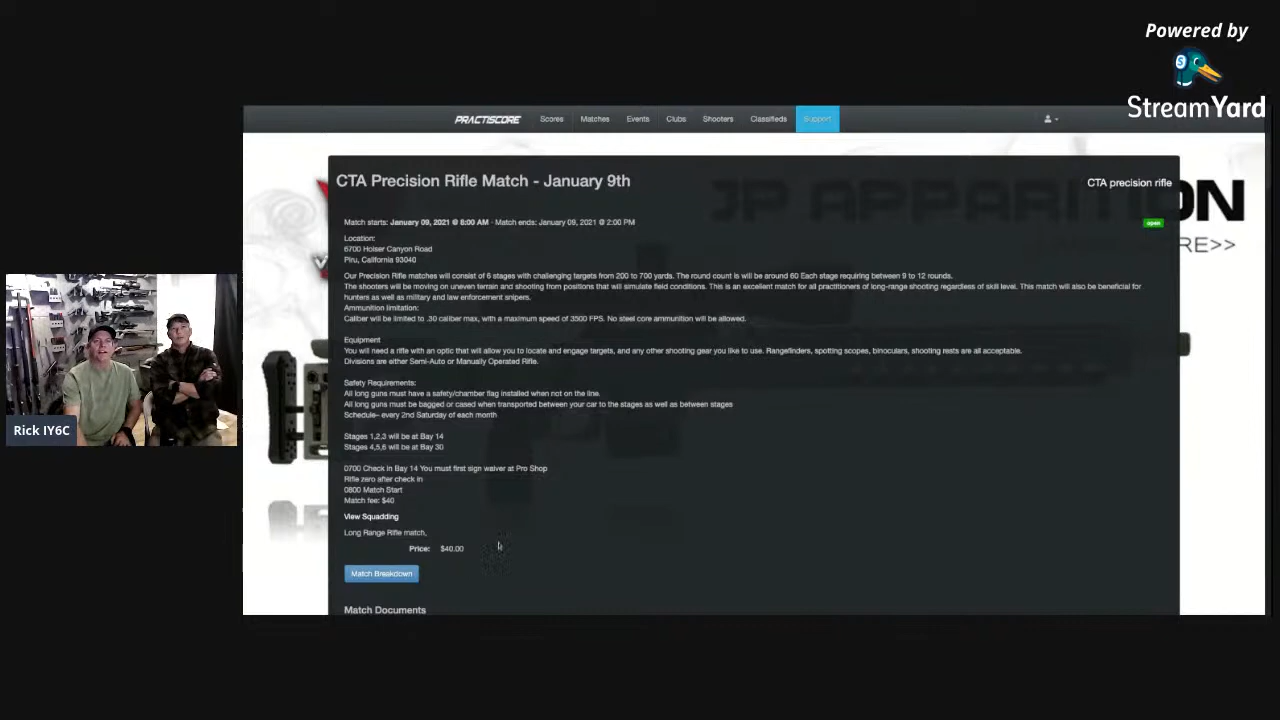 Powered by
StreamYard
PRACTISCORE Scores Matches Events Clubs Shooters Classifieds Support
CTA Precision Rifle Match - January 9th
CTA precision rifle
JP APPARITION
RE>>
Match starts: January 09, 2021 @ 8:00 AM - Match ends: January 09, 2021 @ 2:00 PM
open
Location:
6700 Holser Canyon Road
Piru, California 93040
Our Precision Rifle matches will consist of 6 stages with challenging targets from 200 to 700 yards. The round count is will be around 60 Each stage requiring between 9 to 12 rounds.
The shooters will be moving on uneven terrain and shooting from positions that will simulate field conditions. This is an excellent match for all practitioners of long-range shooting regardless of skill level. This match will also be beneficial for
hunters as well as military and law enforcement snipers.
Ammunition limitation:
Caliber will be limited to .30 caliber max, with a maximum speed of 3500 FPS. No steel core ammunition will be allowed.
Equipment
You will need a rifle with an optic that will allow you to locate and engage targets, and any other shooting gear you like to use. Rangefinders, spotting scopes, binoculars, shooting rests are all acceptable.
Divisions are either Semi-Auto or Manually Operated Rifle.
Safety Requirements:
All long guns must have a safety/chamber flag installed when not on the line.
All long guns must be bagged or cased when transported between your car to the stages as well as between stages
Schedule– every 2nd Saturday of each month
Stages 1,2,3 will be at Bay 14
Stages 4,5,6 will be at Bay 30
0700 Check in Bay 14 You must first sign waiver at Pro Shop
Rifle zero after check in
0800 Match Start
Match fee: $40
View Squadding
Long Range Rifle match,
Price: $40.00
Match Breakdown
Match Documents
Rick IY6C